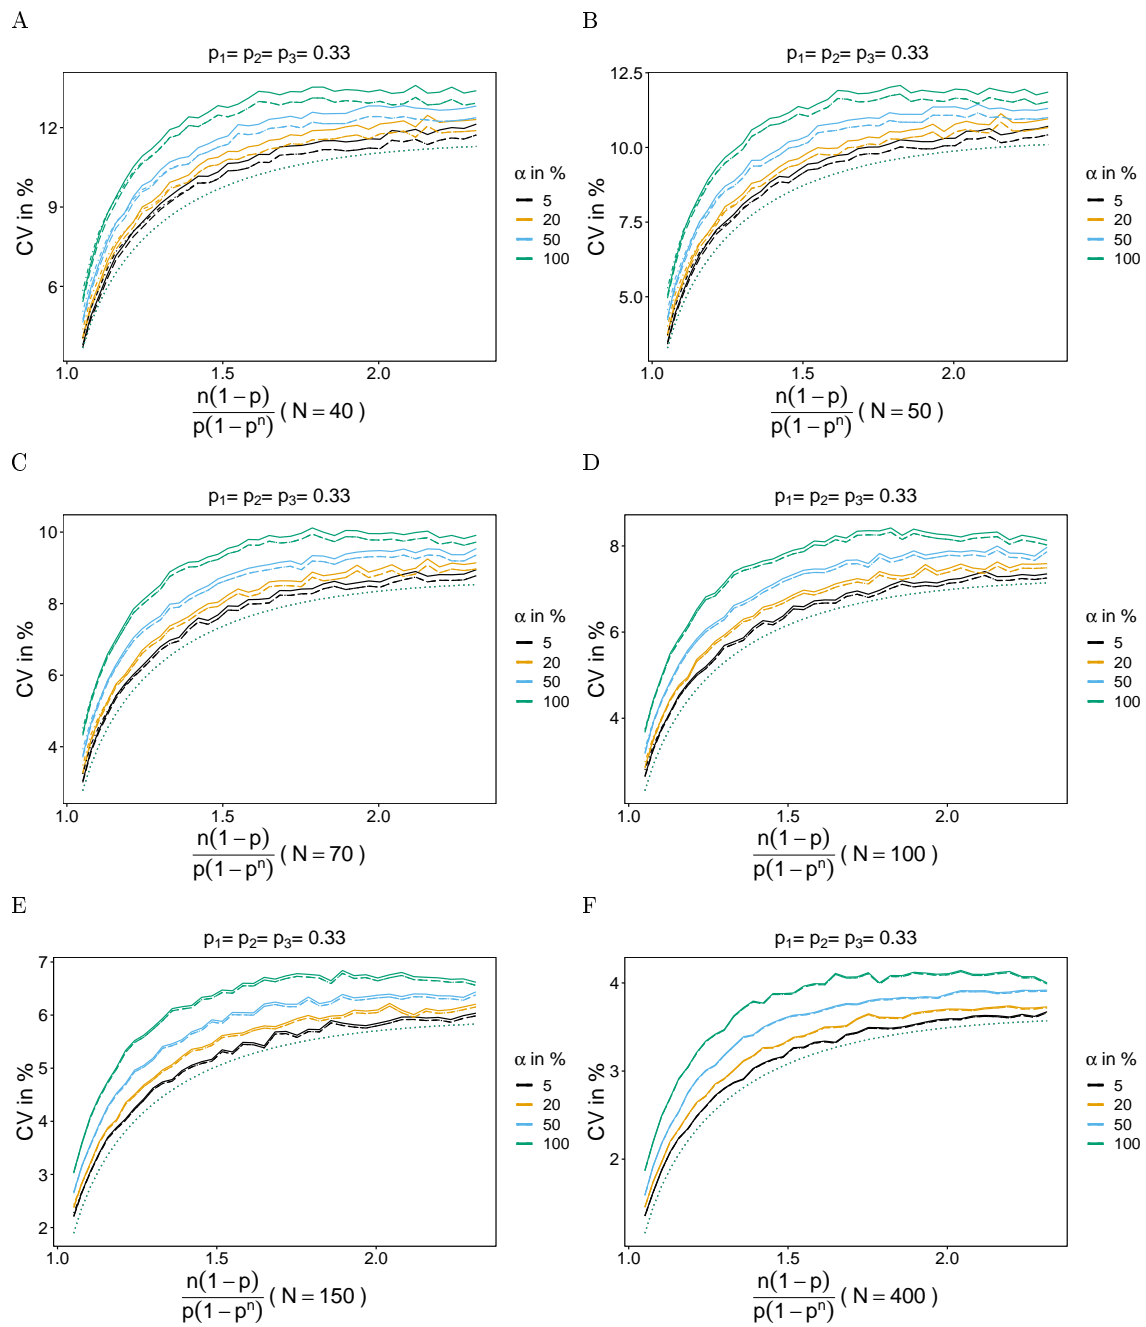 A
p1= p2= p3= 0.33
CV in %
12
9
6
1.0 1.5 2.0
n(1−p)
p(1−pⁿ)
( N = 40 )
α in %
5
20
50
100
B
p1= p2= p3= 0.33
CV in %
12.5
10.0
7.5
5.0
1.0 1.5 2.0
n(1−p)
p(1−pⁿ)
( N = 50 )
α in %
5
20
50
100
C
p1= p2= p3= 0.33
CV in %
10
8
6
4
1.0 1.5 2.0
n(1−p)
p(1−pⁿ)
( N = 70 )
α in %
5
20
50
100
D
p1= p2= p3= 0.33
CV in %
8
6
4
1.0 1.5 2.0
n(1−p)
p(1−pⁿ)
( N = 100 )
α in %
5
20
50
100
E
p1= p2= p3= 0.33
CV in %
7
6
5
4
3
2
1.0 1.5 2.0
n(1−p)
p(1−pⁿ)
( N = 150 )
α in %
5
20
50
100
F
p1= p2= p3= 0.33
CV in %
4
3
2
1.0 1.5 2.0
n(1−p)
p(1−pⁿ)
( N = 400 )
α in %
5
20
50
100